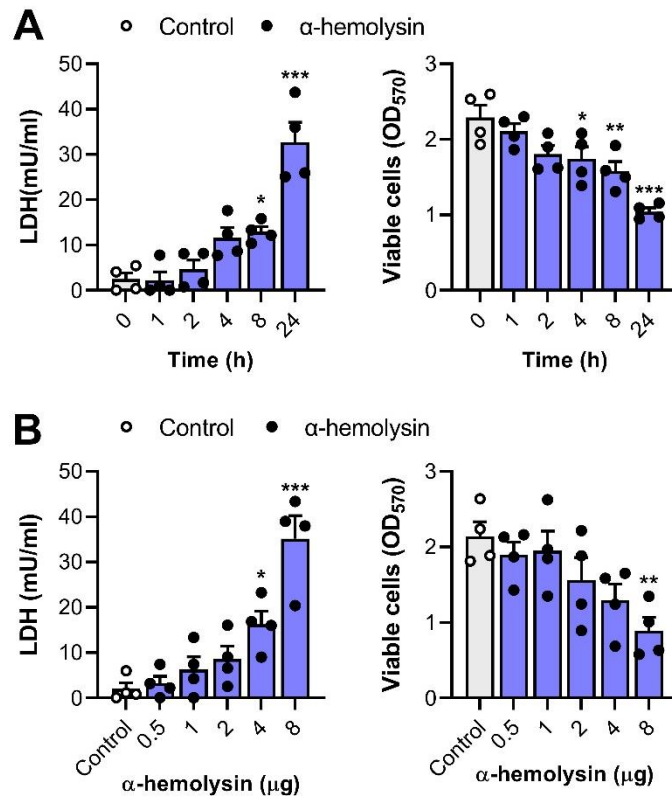 A
Control α-hemolysin
LDH(mU/ml)
50
40
30
20
10
0
*
***
0 1 2 4 8 24
Time (h)
Viable cells (OD570)
3
2
1
0
*
**
***
0 1 2 4 8 24
Time (h)
B
Control α-hemolysin
LDH (mU/ml)
50
40
30
20
10
0
*
***
Control 0.5 1 2 4 8
α-hemolysin (µg)
Viable cells (OD570)
3
2
1
0
**
Control 0.5 1 2 4 8
α-hemolysin (µg)